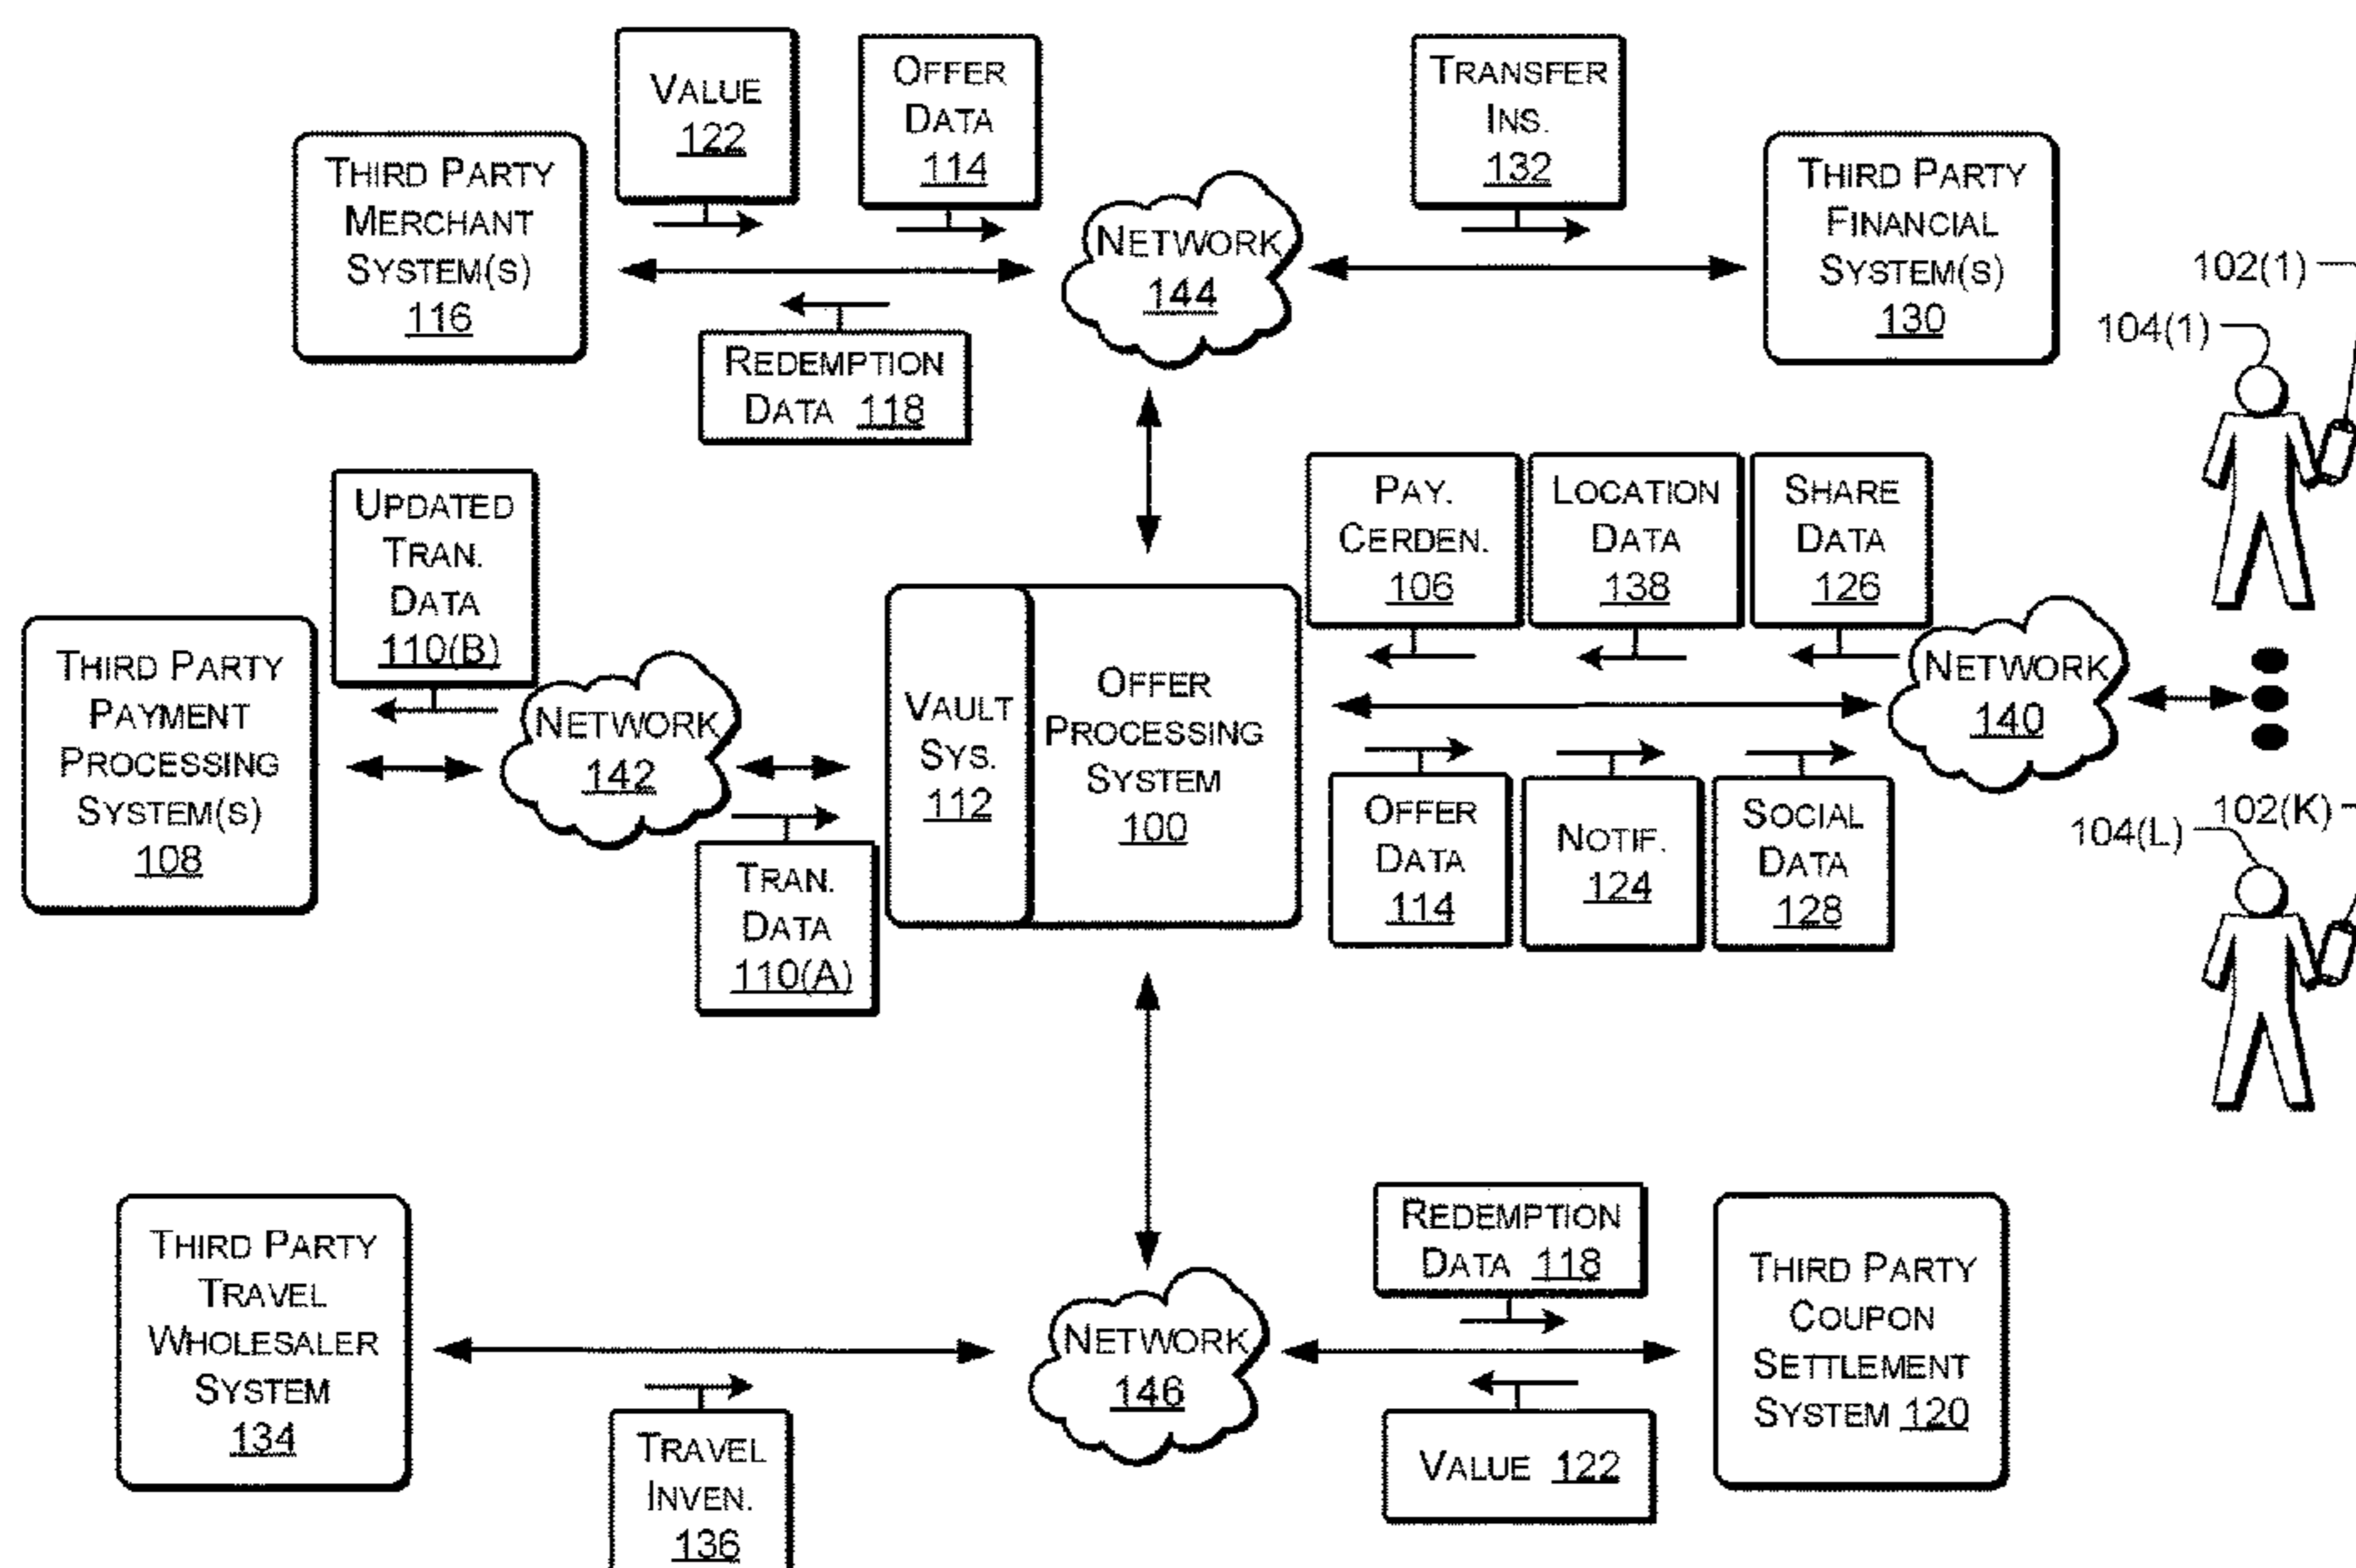 VALUE
122
OFFER
DATA
114
TRANSFER
INS.
132
THIRD PARTY
MERCHANT
SYSTEM(S)
116
NETWORK
144
THIRD PARTY
FINANCIAL
SYSTEM(S)
130
REDEMPTION
DATA 118
102(1)
104(1)
UPDATED
TRAN.
DATA
110(B)
PAY.
CERDEN.
106
LOCATION
DATA
138
SHARE
DATA
126
THIRD PARTY
PAYMENT
PROCESSING
SYSTEM(S)
108
NETWORK
142
VAULT
SYS.
112
OFFER
PROCESSING
SYSTEM
100
NETWORK
140
TRAN.
DATA
110(A)
OFFER
DATA
114
NOTIF.
124
SOCIAL
DATA
128
102(K)
104(L)
THIRD PARTY
TRAVEL
WHOLESALER
SYSTEM
134
TRAVEL
INVEN.
136
NETWORK
146
REDEMPTION
DATA 118
VALUE 122
THIRD PARTY
COUPON
SETTLEMENT
SYSTEM 120